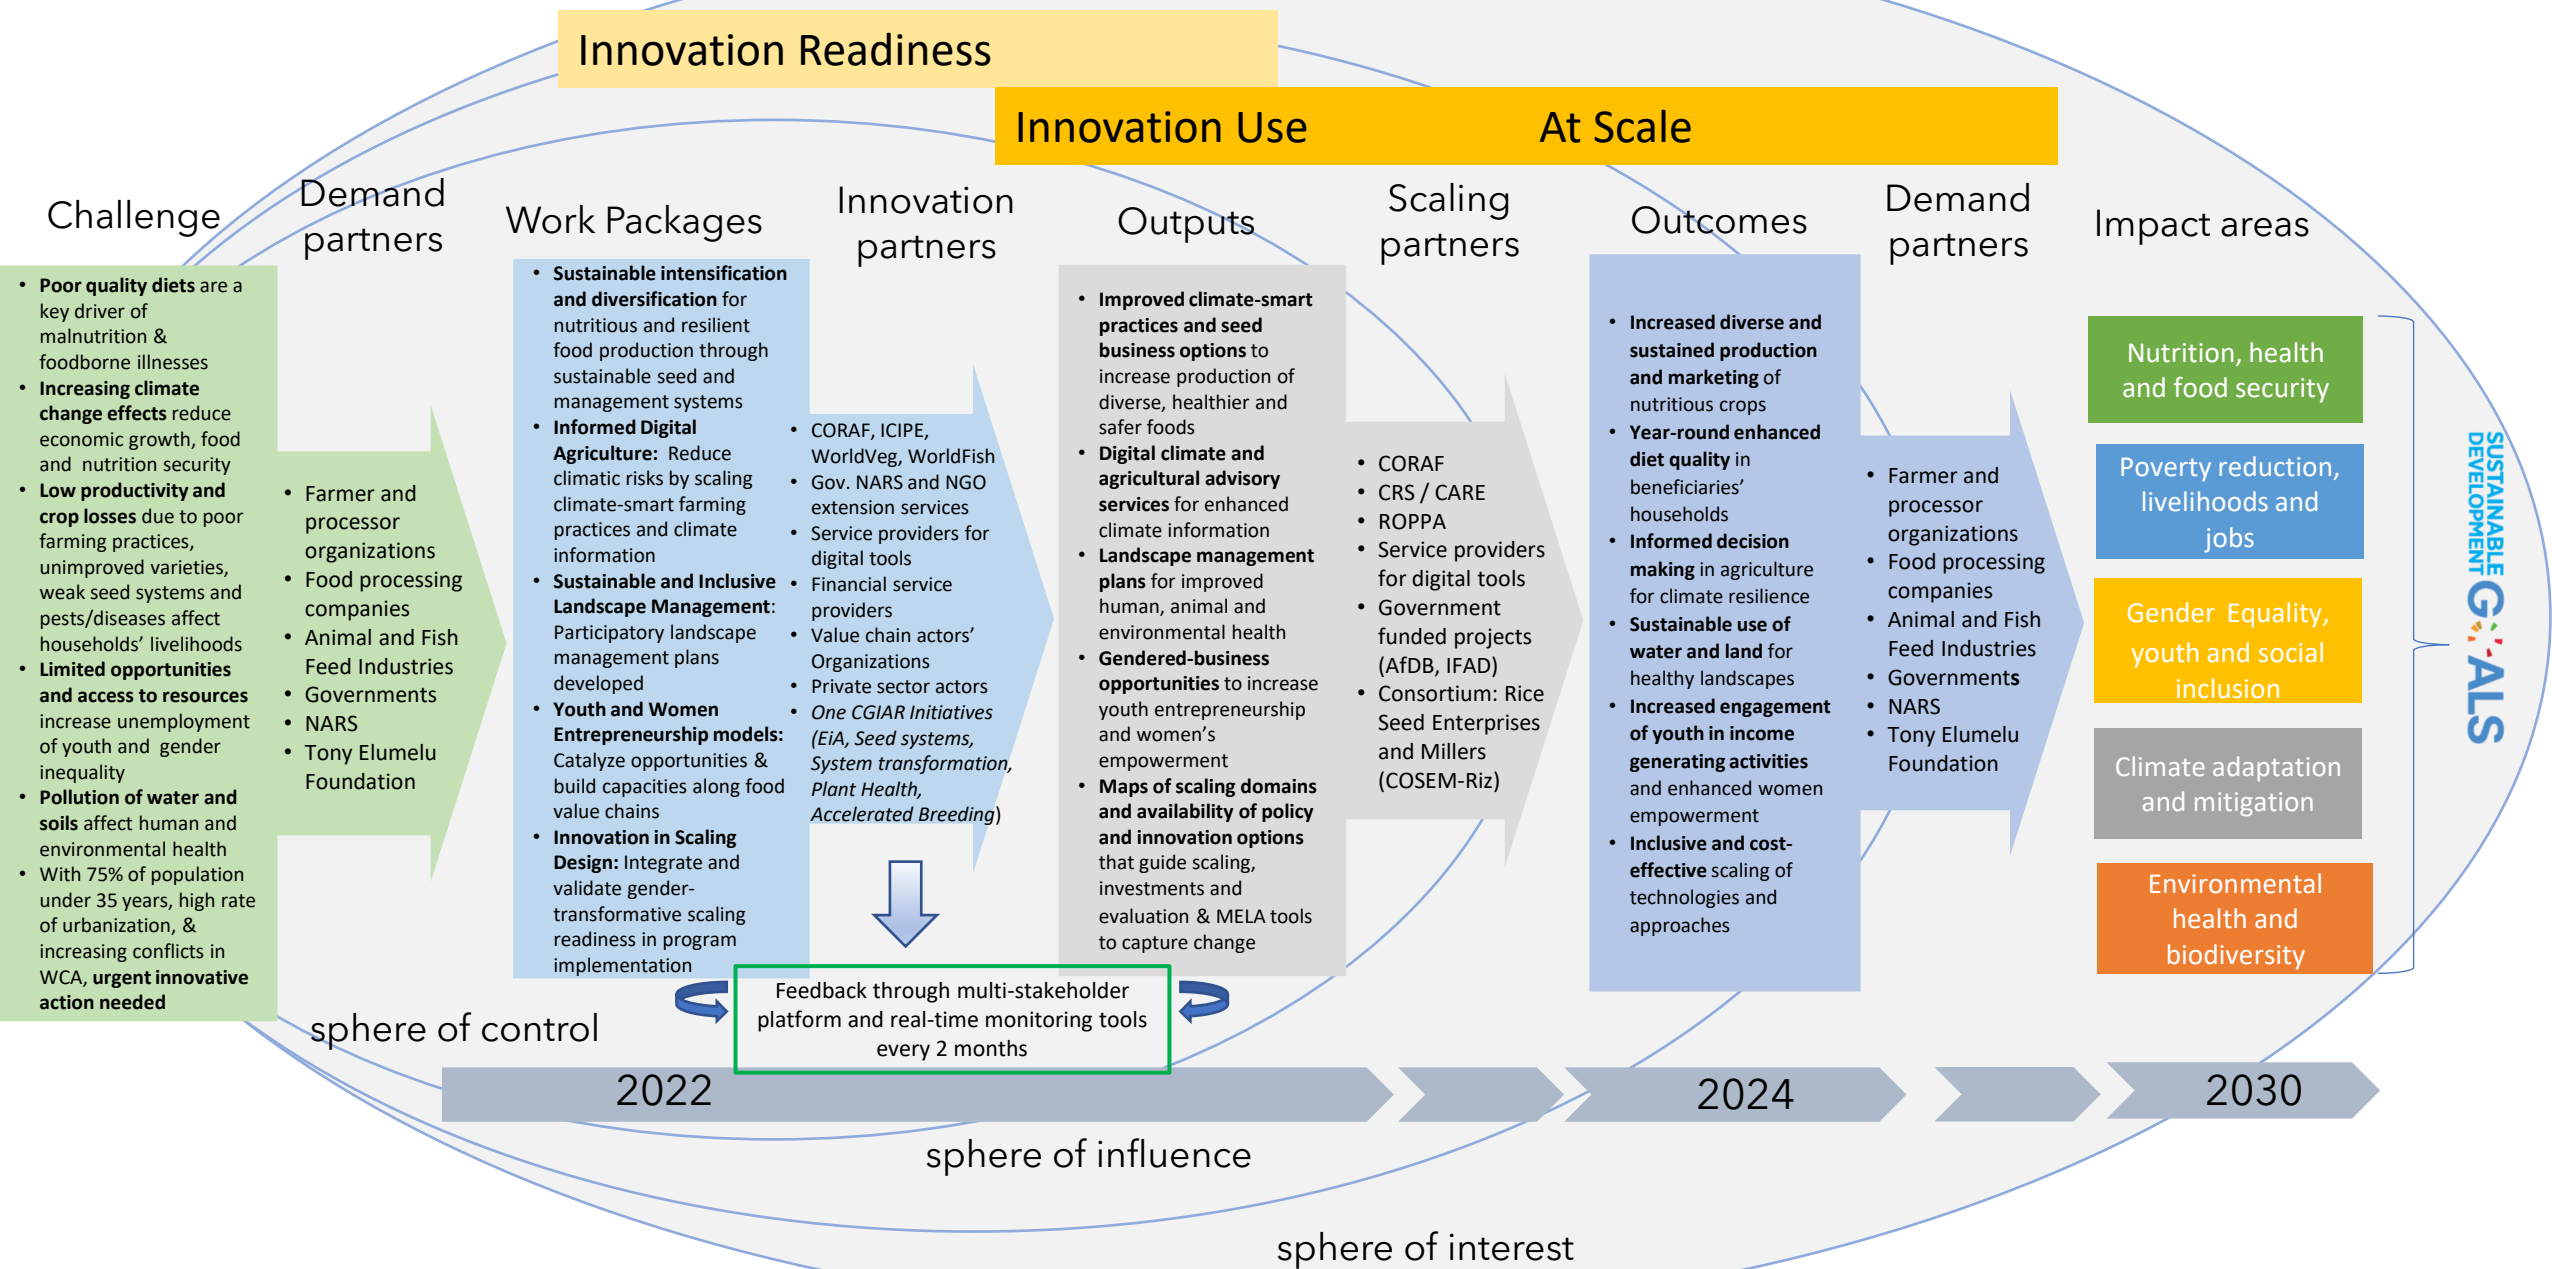 Innovation Readiness
Innovation Use At Scale
Challenge
• Poor quality diets are a
key driver of
malnutrition &
foodborne illnesses
• Increasing climate
change effects reduce
economic growth, food
and nutrition security
• Low productivity and
crop losses due to poor
farming practices,
unimproved varieties,
weak seed systems and
pests/diseases affect
households' livelihoods
• Limited opportunities
and access to resources
increase unemployment
of youth and gender
inequality
• Pollution of water and
soils affect human and
environmental health
• With 75% of population
under 35 years, high rate
of urbanization, &
increasing conflicts in
WCA, urgent innovative
action needed
Demand
partners
• Farmer and
processor
organizations
• Food processing
companies
• Animal and Fish
Feed Industries
• Governments
• NARS
• Tony Elumelu
Foundation
Work Packages
• Sustainable intensification
and diversification for
nutritious and resilient
food production through
sustainable seed and
management systems
• Informed Digital
Agriculture: Reduce
climatic risks by scaling
climate-smart farming
practices and climate
information
• Sustainable and Inclusive
Landscape Management:
Participatory landscape
management plans
developed
• Youth and Women
Entrepreneurship models:
Catalyze opportunities &
build capacities along food
value chains
• Innovation in Scaling
Design: Integrate and
validate gender-
transformative scaling
readiness in program
implementation
Innovation
partners
• CORAF, ICIPE,
WorldVeg, WorldFish
• Gov. NARS and NGO
extension services
• Service providers for
digital tools
• Financial service
providers
• Value chain actors'
Organizations
• Private sector actors
• One CGIAR Initiatives
(EiA, Seed systems,
System transformation,
Plant Health,
Accelerated Breeding)
Outputs
• Improved climate-smart
practices and seed
business options to
increase production of
diverse, healthier and
safer foods
• Digital climate and
agricultural advisory
services for enhanced
climate information
• Landscape management
plans for improved
human, animal and
environmental health
• Gendered-business
opportunities to increase
youth entrepreneurship
and women's
empowerment
• Maps of scaling domains
and availability of policy
and innovation options
that guide scaling,
investments and
evaluation & MELA tools
to capture change
Scaling
partners
• CORAF
• CRS / CARE
• ROPPA
• Service providers
for digital tools
• Government
funded projects
(AfDB, IFAD)
• Consortium: Rice
Seed Enterprises
and Millers
(COSEM-Riz)
Outcomes
• Increased diverse and
sustained production
and marketing of
nutritious crops
• Year-round enhanced
diet quality in
beneficiaries'
households
• Informed decision
making in agriculture
for climate resilience
• Sustainable use of
water and land for
healthy landscapes
• Increased engagement
of youth in income
generating activities
and enhanced women
empowerment
• Inclusive and cost-
effective scaling of
technologies and
approaches
Demand
partners
• Farmer and
processor
organizations
• Food processing
companies
• Animal and Fish
Feed Industries
• Governments
• NARS
• Tony Elumelu
Foundation
Impact areas
Nutrition, health
and food security
Poverty reduction,
livelihoods and
jobs
Gender Equality,
youth and social
inclusion
Climate adaptation
and mitigation
Environmental
health and
biodiversity
SUSTAINABLE
DEVELOPMENT
GOALS
Feedback through multi-stakeholder
platform and real-time monitoring tools
every 2 months
sphere of control
2022 2024 2030
sphere of influence
sphere of interest